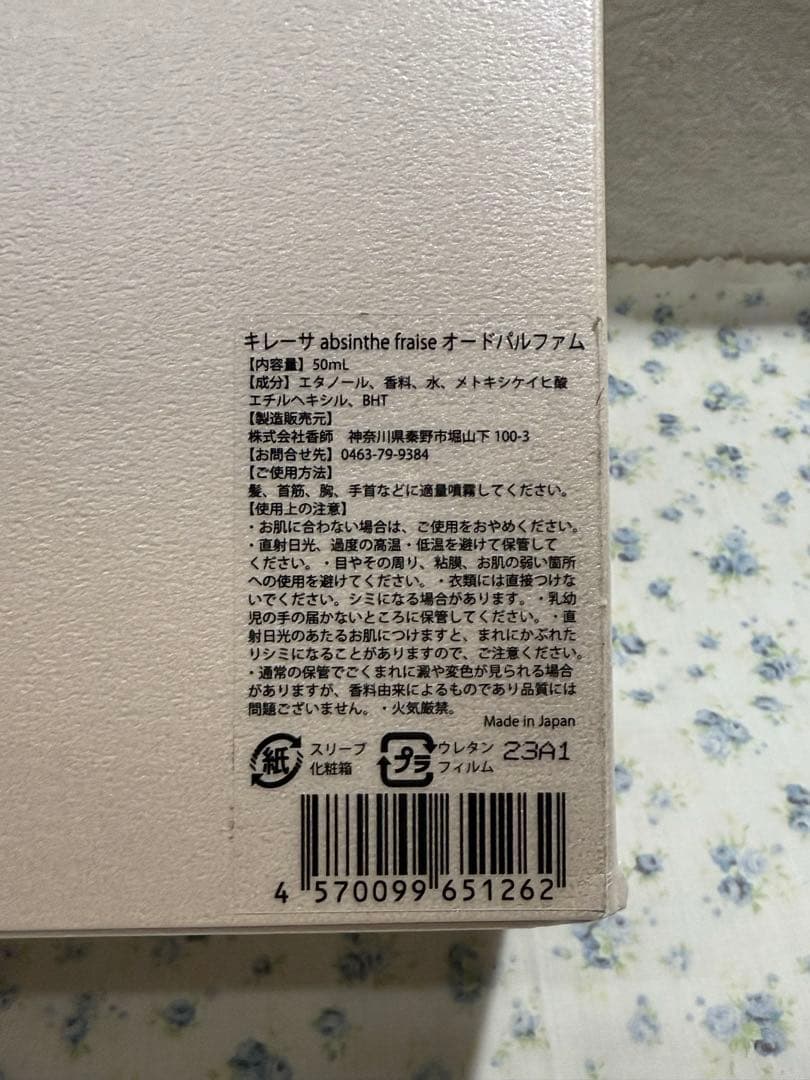 キレーサ absinthe fraise オードパルファム
【内容量】50mL
【成分】エタノール、香料、水、メトキシケイヒ酸
エチルヘキシル、BHT
【製造販売元】
株式会社香師　神奈川県秦野市堀山下 100-3
【お問合せ先】0463-79-9384
【ご使用方法】
髪、首筋、胸、手首などに適量噴霧してください。
【使用上の注意】
・お肌に合わない場合は、ご使用をおやめください。
・直射日光、過度の高温・低温を避けて保管して
ください。・目やその周り、粘膜、お肌の弱い箇所
への使用を避けてください。・衣類には直接つけな
いでください。シミになる場合があります。・乳幼
児の手の届かないところに保管してください。・直
射日光のあたるお肌につけますと、まれにかぶれた
りシミになることがありますので、ご注意ください。
・通常の保管でごくまれに澱や変色が見られる場合
がありますが、香料由来によるものであり品質には
問題ございません。・火気厳禁。
Made in Japan
紙 スリーブ 化粧箱 プラ ウレタン フィルム 23A1
4 570099 651262